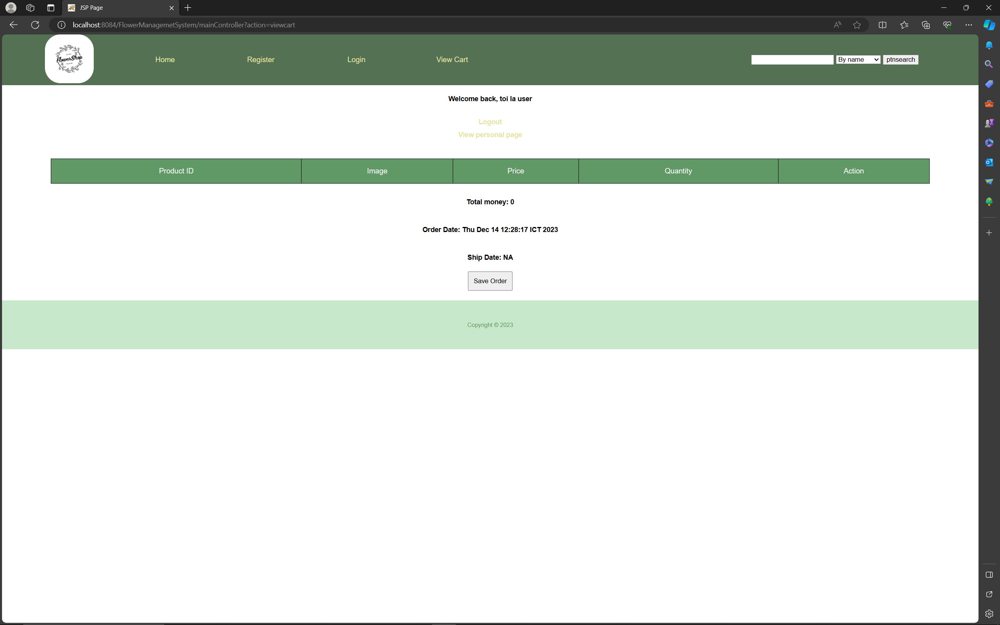 JSP Page
localhost:8084/FlowerManagemetSystem/mainController?action=viewcart
FlowerShop
Home
Register
Login
View Cart
By name
ptnsearch
Welcome back, toi la user
Logout
View personal page
Product ID
Image
Price
Quantity
Action
Total money: 0
Order Date: Thu Dec 14 12:28:17 ICT 2023
Ship Date: NA
Save Order
Copyright © 2023